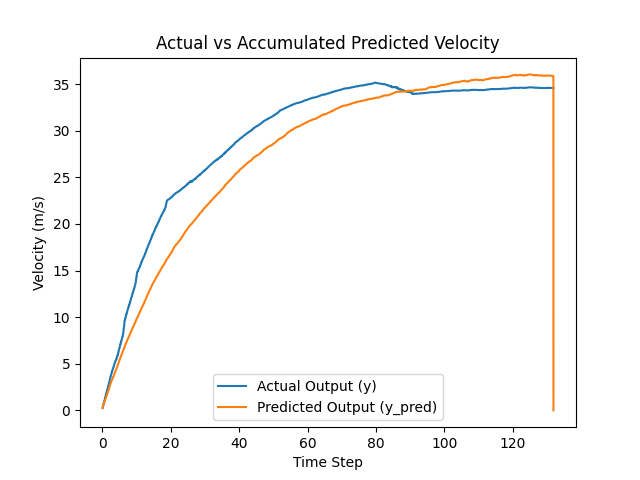 Actual vs Accumulated Predicted Velocity
Velocity (m/s)
35
30
25
20
15
10
5
0
Actual Output (y)
Predicted Output (y_pred)
0 20 40 60 80 100 120
Time Step